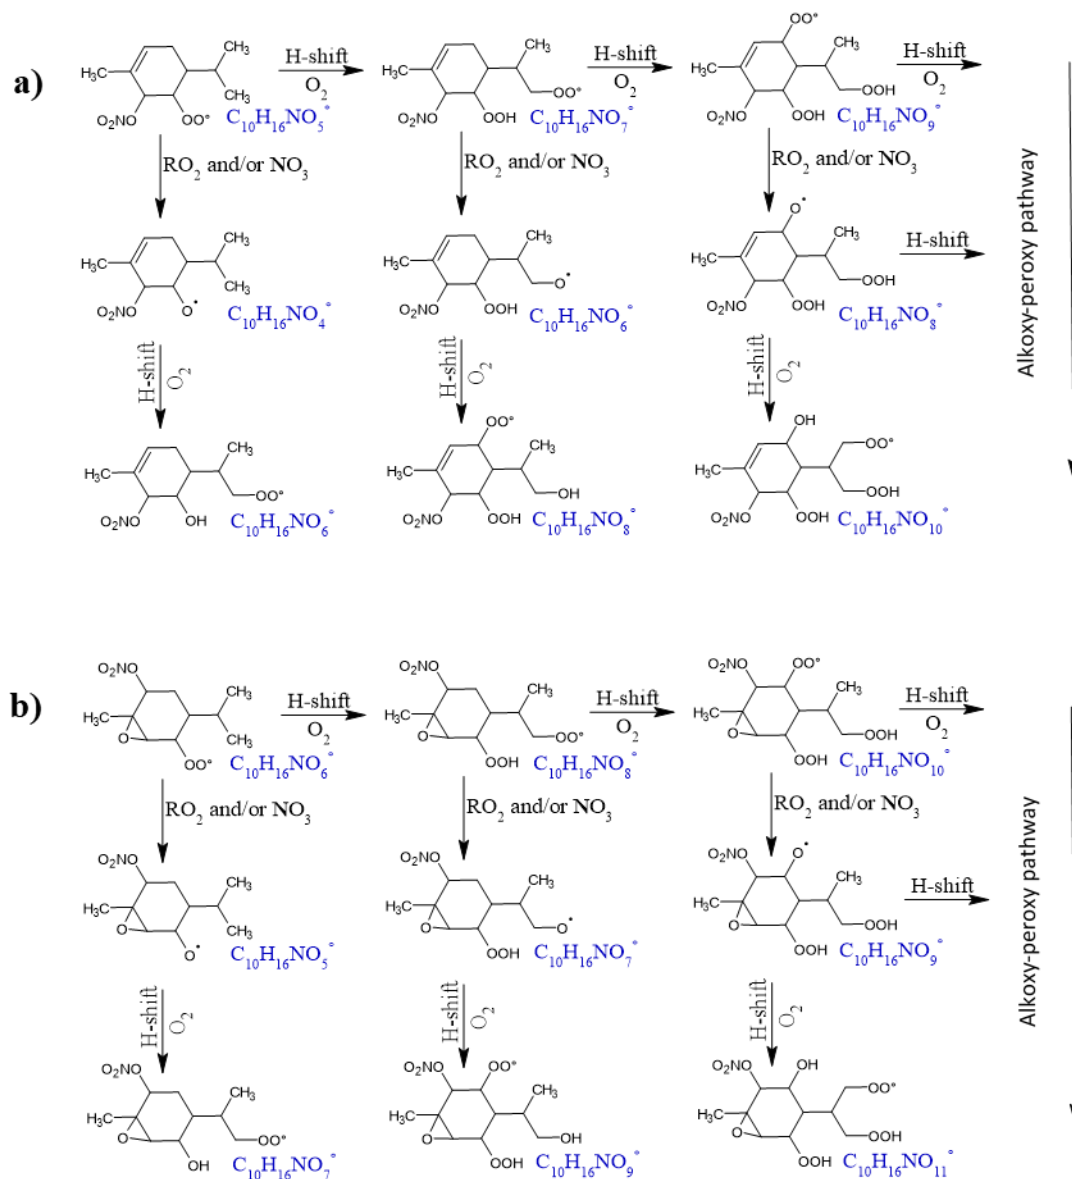 a)
H₃C
CH₃
CH₃
O₂NO
OO°
C₁₀H₁₆NO₅°
H-shift
O₂
H₃C
CH₃
OO°
O₂NO
OOH
C₁₀H₁₆NO₇°
H-shift
O₂
OO°
H₃C
CH₃
OOH
O₂NO
OOH
C₁₀H₁₆NO₉°
H-shift
O₂
RO₂ and/or NO₃
RO₂ and/or NO₃
RO₂ and/or NO₃
H₃C
CH₃
CH₃
O₂NO
O•
C₁₀H₁₆NO₄°
H₃C
CH₃
O•
O₂NO
OOH
C₁₀H₁₆NO₆°
O•
H₃C
CH₃
OOH
O₂NO
OOH
C₁₀H₁₆NO₈°
H-shift
Alkoxy-peroxy pathway
H-shift
O₂
H-shift
O₂
H-shift
O₂
H₃C
CH₃
OO°
O₂NO
OH
C₁₀H₁₆NO₆°
OO°
H₃C
CH₃
OH
O₂NO
OOH
C₁₀H₁₆NO₈°
OH
H₃C
OO°
OOH
O₂NO
OOH
C₁₀H₁₆NO₁₀°
b)
O₂NO
H₃C
CH₃
CH₃
O
OO°
C₁₀H₁₆NO₆°
H-shift
O₂
O₂NO
H₃C
CH₃
OO°
O
OOH
C₁₀H₁₆NO₈°
H-shift
O₂
O₂NO
OO°
H₃C
CH₃
OOH
O
OOH
C₁₀H₁₆NO₁₀°
H-shift
O₂
RO₂ and/or NO₃
RO₂ and/or NO₃
RO₂ and/or NO₃
O₂NO
H₃C
CH₃
CH₃
O
O•
C₁₀H₁₆NO₅°
O₂NO
H₃C
CH₃
O•
O
OOH
C₁₀H₁₆NO₇°
O₂NO
O•
H₃C
CH₃
OOH
O
OOH
C₁₀H₁₆NO₉°
H-shift
Alkoxy-peroxy pathway
H-shift
O₂
H-shift
O₂
H-shift
O₂
O₂NO
H₃C
CH₃
OO°
O
OH
C₁₀H₁₆NO₇°
O₂NO
OO°
H₃C
CH₃
OH
O
OOH
C₁₀H₁₆NO₉°
O₂NO
OH
H₃C
OO°
OOH
O
OOH
C₁₀H₁₆NO₁₁°